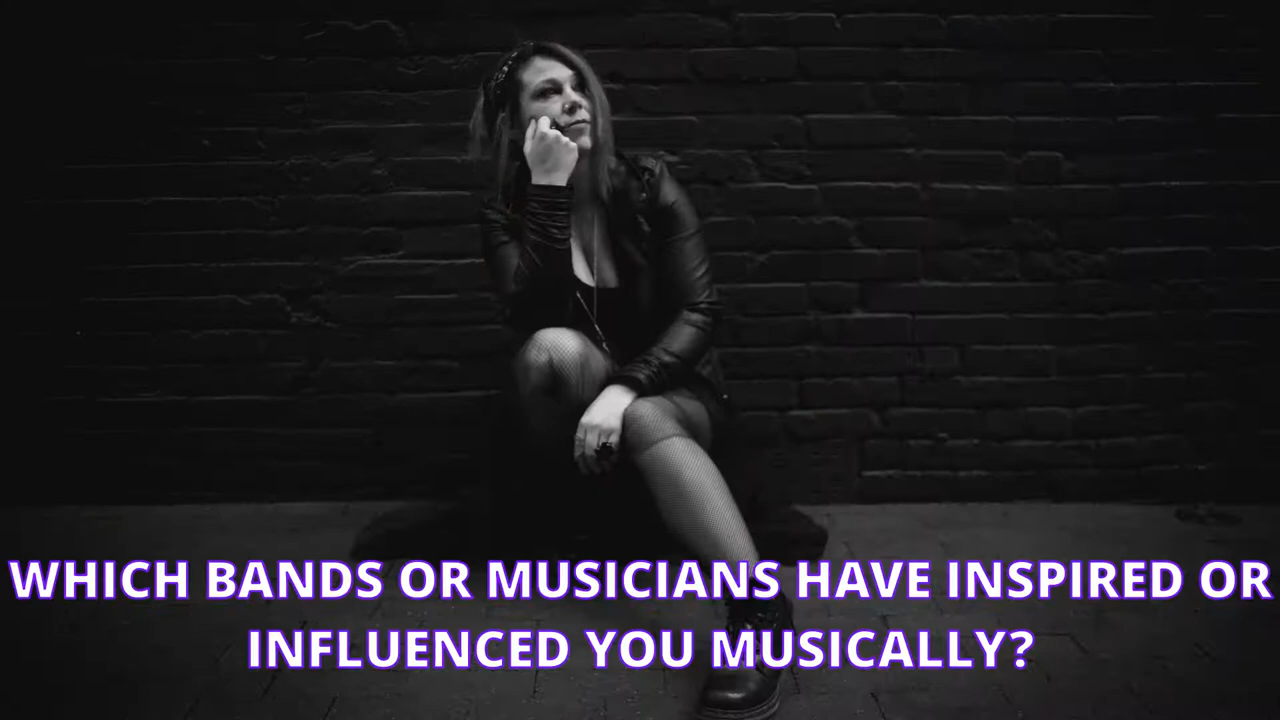 WHICH BANDS OR MUSICIANS HAVE INSPIRED OR
INFLUENCED YOU MUSICALLY?